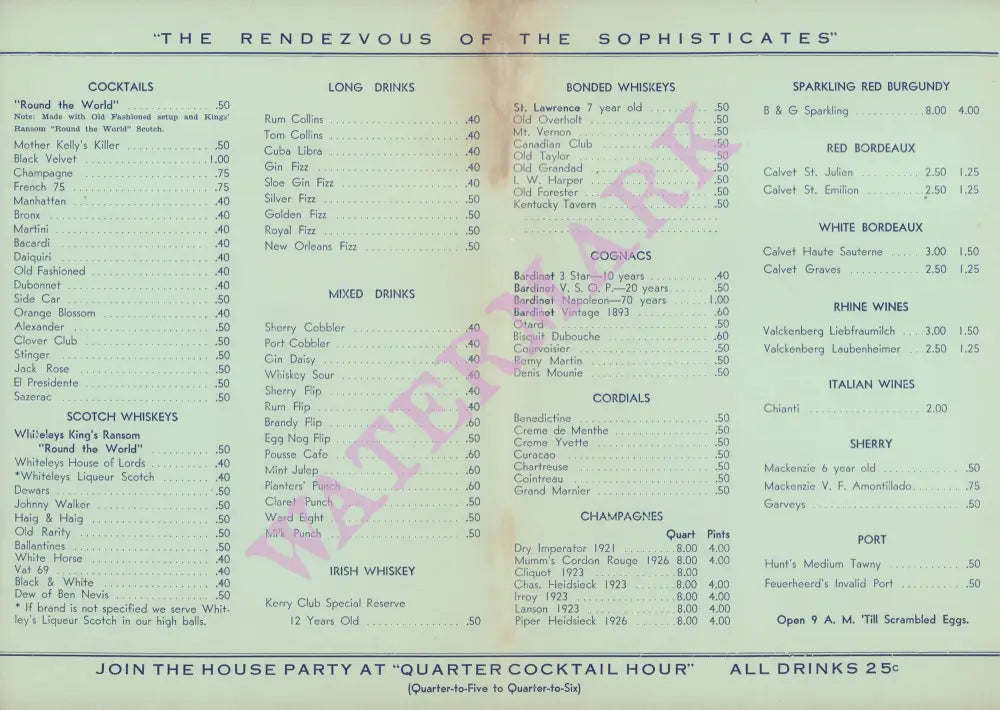 "THE RENDEZVOUS OF THE SOPHISTICATES"
COCKTAILS
"Round the World" .50
Note: Made with Old Fashioned setup and Kings'
Ransom "Round the World" Scotch.
Mother Kelly's Killer .50
Black Velvet 1.00
Champagne .75
French 75 .75
Manhattan .40
Bronx .40
Martini .40
Bacardi .40
Daiquiri .40
Old Fashioned .40
Dubonnet .40
Side Car .50
Orange Blossom .40
Alexander .50
Clover Club .50
Stinger .50
Jack Rose .50
El Presidente .50
Sazerac .50
SCOTCH WHISKEYS
Whiteleys King's Ransom
"Round the World" .50
Whiteleys House of Lords .40
*Whiteleys Liqueur Scotch .40
Dewars .50
Johnny Walker .50
Haig & Haig .50
Old Rarity .50
Ballantines .50
White Horse .40
Vat 69 .40
Black & White .40
Dew of Ben Nevis .50
* If brand is not specified we serve Whit-
ley's Liqueur Scotch in our high balls.
LONG DRINKS
Rum Collins .40
Tom Collins .40
Cuba Libra .40
Gin Fizz .40
Sloe Gin Fizz .40
Silver Fizz .50
Golden Fizz .50
Royal Fizz .50
New Orleans Fizz .50
MIXED DRINKS
Sherry Cobbler .40
Port Cobbler .40
Gin Daisy .40
Whiskey Sour .40
Sherry Flip .40
Rum Flip .40
Brandy Flip .60
Egg Nog Flip .50
Pousse Cafe .60
Mint Julep .60
Planters' Punch .60
Claret Punch .50
Ward Eight .50
Milk Punch .50
IRISH WHISKEY
Kerry Club Special Reserve
12 Years Old .50
BONDED WHISKEYS
St. Lawrence 7 year old .50
Old Overholt .50
Mt. Vernon .50
Canadian Club .50
Old Taylor .50
Old Grandad .50
I. W. Harper .50
Old Forester .50
Kentucky Tavern .50
COGNACS
Bardinet 3 Star—10 years .40
Bardinet V. S. O. P.—20 years .50
Bardinet Napoleon—70 years 1.00
Bardinet Vintage 1893 .60
Otard .50
Bisquit Dubouche .60
Courvoisier .50
Remy Martin .50
Denis Mounie .50
CORDIALS
Benedictine .50
Creme de Menthe .50
Creme Yvette .50
Curacao .50
Chartreuse .50
Cointreau .50
Grand Marnier .50
CHAMPAGNES
Quart Pints
Dry Imperator 1921 8.00 4.00
Mumm's Cordon Rouge 1926 8.00 4.00
Cliquot 1923 8.00
Chas. Heidsieck 1923 8.00 4.00
Irroy 1923 8.00 4.00
Lanson 1923 8.00 4.00
Piper Heidsieck 1926 8.00 4.00
SPARKLING RED BURGUNDY
B & G Sparkling 8.00 4.00
RED BORDEAUX
Calvet St. Julien 2.50 1.25
Calvet St. Emilion 2.50 1.25
WHITE BORDEAUX
Calvet Haute Sauterne 3.00 1.50
Calvet Graves 2.50 1.25
RHINE WINES
Valckenberg Liebfraumilch 3.00 1.50
Valckenberg Laubenheimer 2.50 1.25
ITALIAN WINES
Chianti 2.00
SHERRY
Mackenzie 6 year old .50
Mackenzie V. F. Amontillado .75
Garveys .50
PORT
Hunt's Medium Tawny .50
Feuerheerd's Invalid Port .50
Open 9 A. M. 'Till Scrambled Eggs.
JOIN THE HOUSE PARTY AT "QUARTER COCKTAIL HOUR" ALL DRINKS 25c
(Quarter-to-Five to Quarter-to-Six)
WATERMARK